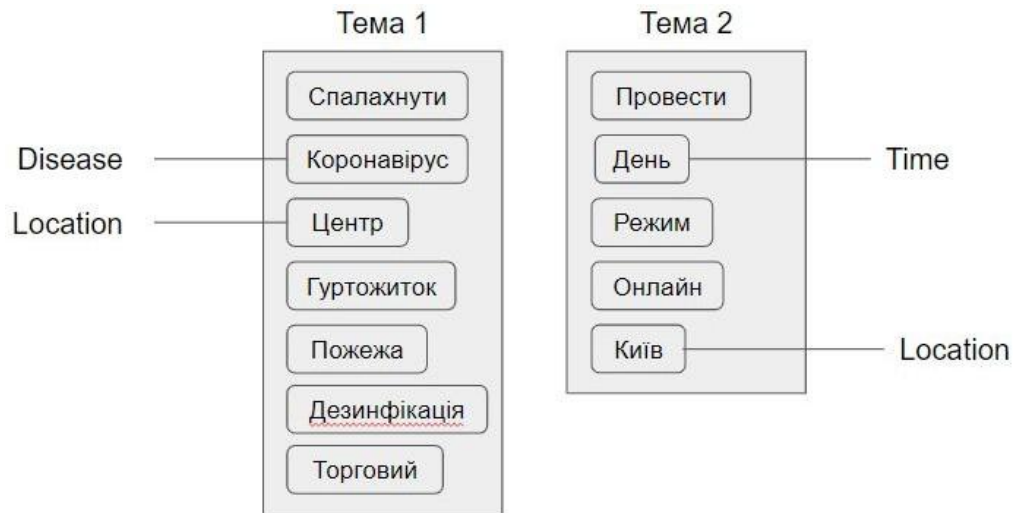 Тема 1
Спалахнути
Disease
Коронавірус
Location
Центр
Гуртожиток
Пожежа
Дезинфікація
Торговий
Тема 2
Провести
День
Time
Режим
Онлайн
Київ
Location